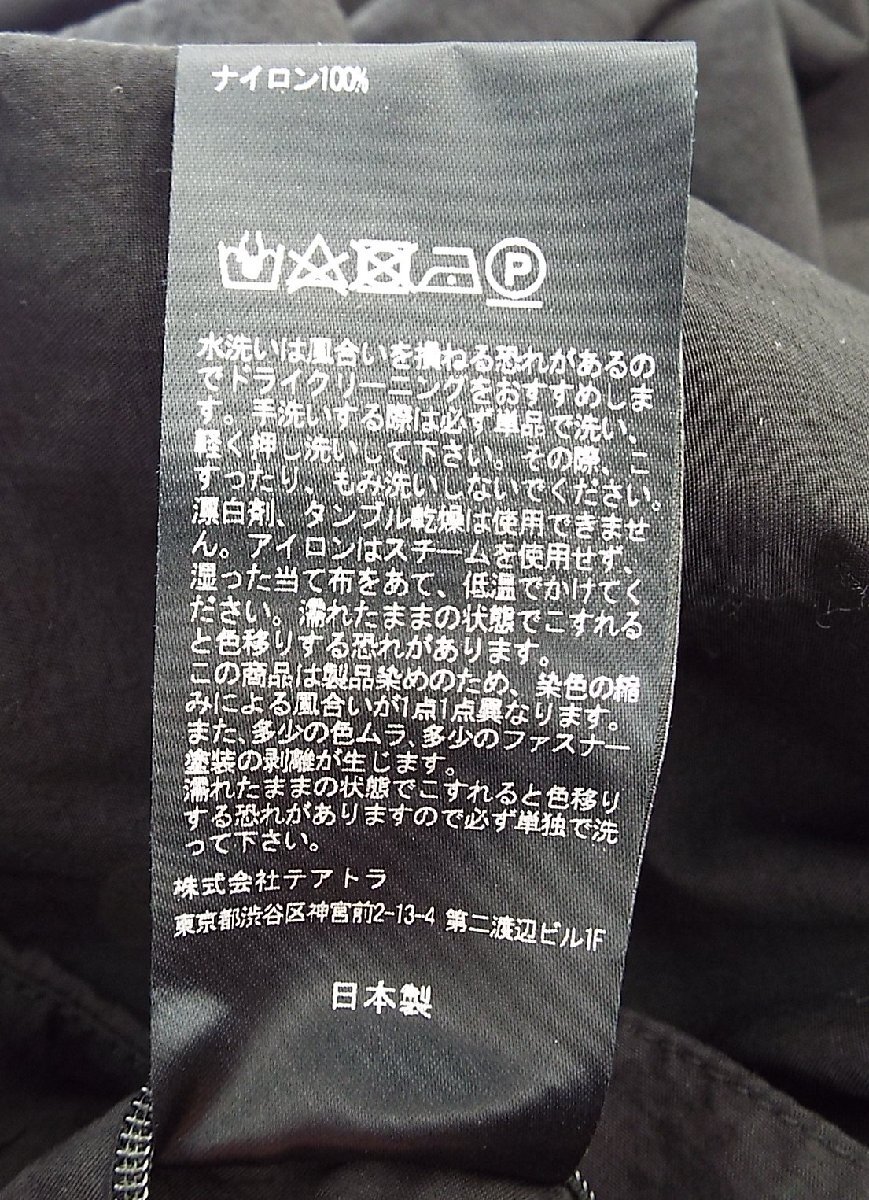 ナイロン100%
P
水洗いは風合いを損ねる恐れがあるの
でドライクリーニングをおすすめしま
す。手洗いする際は必ず単品で洗い、
軽く押し洗いして下さい。その際、こ
すったり、もみ洗いしないでください。
漂白剤、タンブル乾燥は使用できませ
ん。アイロンはスチームを使用せず、
湿った当て布をあて、低温でかけてく
ださい。濡れたままの状態でこすれる
と色移りする恐れがあります。
この商品は製品染めのため、染色の縮
みによる風合いが1点1点異なります。
また、多少の色ムラ、多少のファスナー
塗装の剥離が生じます。
濡れたままの状態でこすれると色移り
する恐れがありますので必ず単独で洗
って下さい。
株式会社テアトラ
東京都渋谷区神宮前2-13-4 第二渡辺ビル1F
日本製